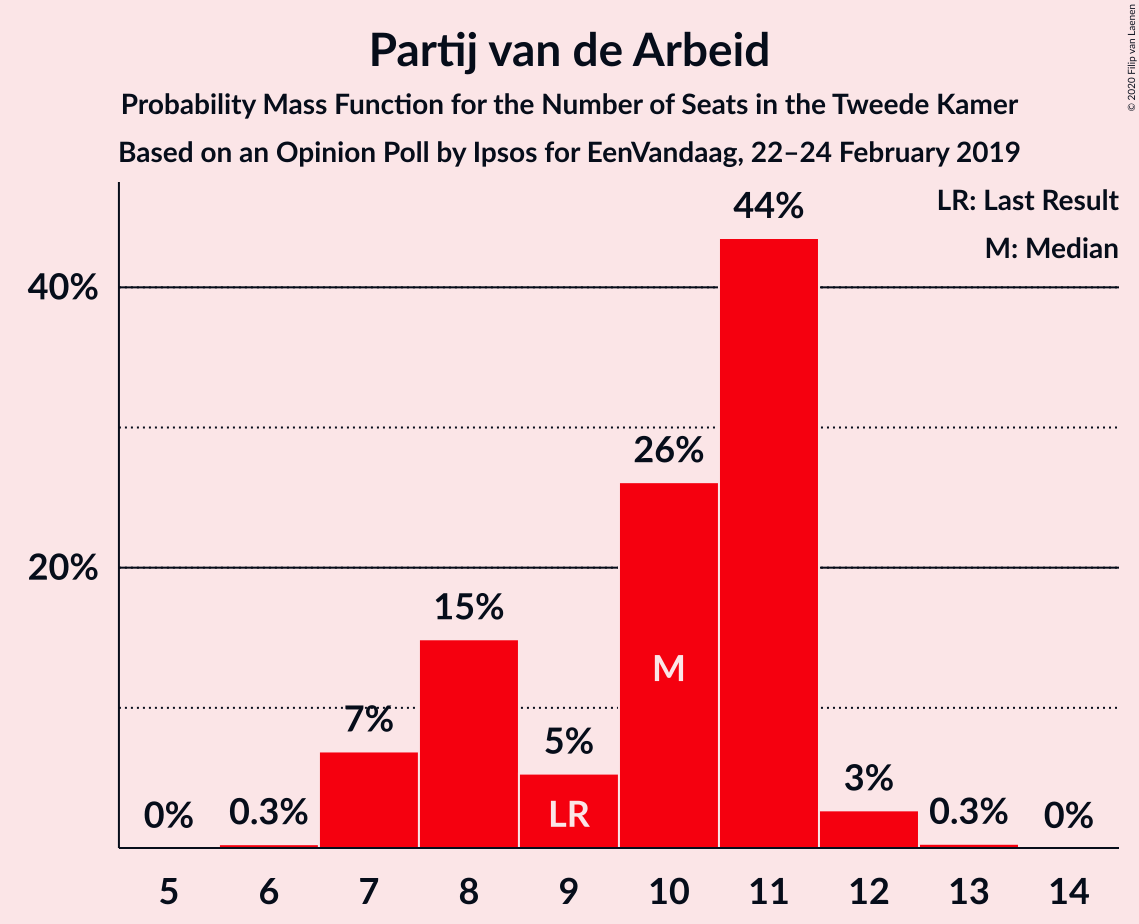 Partij van de Arbeid
Probability Mass Function for the Number of Seats in the Tweede Kamer
Based on an Opinion Poll by Ipsos for EenVandaag, 22–24 February 2019
© 2020 Filip van Laenen
LR: Last Result
M: Median
44%
40%
26%
20%
15%
M
7%
5%
3%
LR
0%
0.3%
0.3%
0%
5 6 7 8 9 10 11 12 13 14